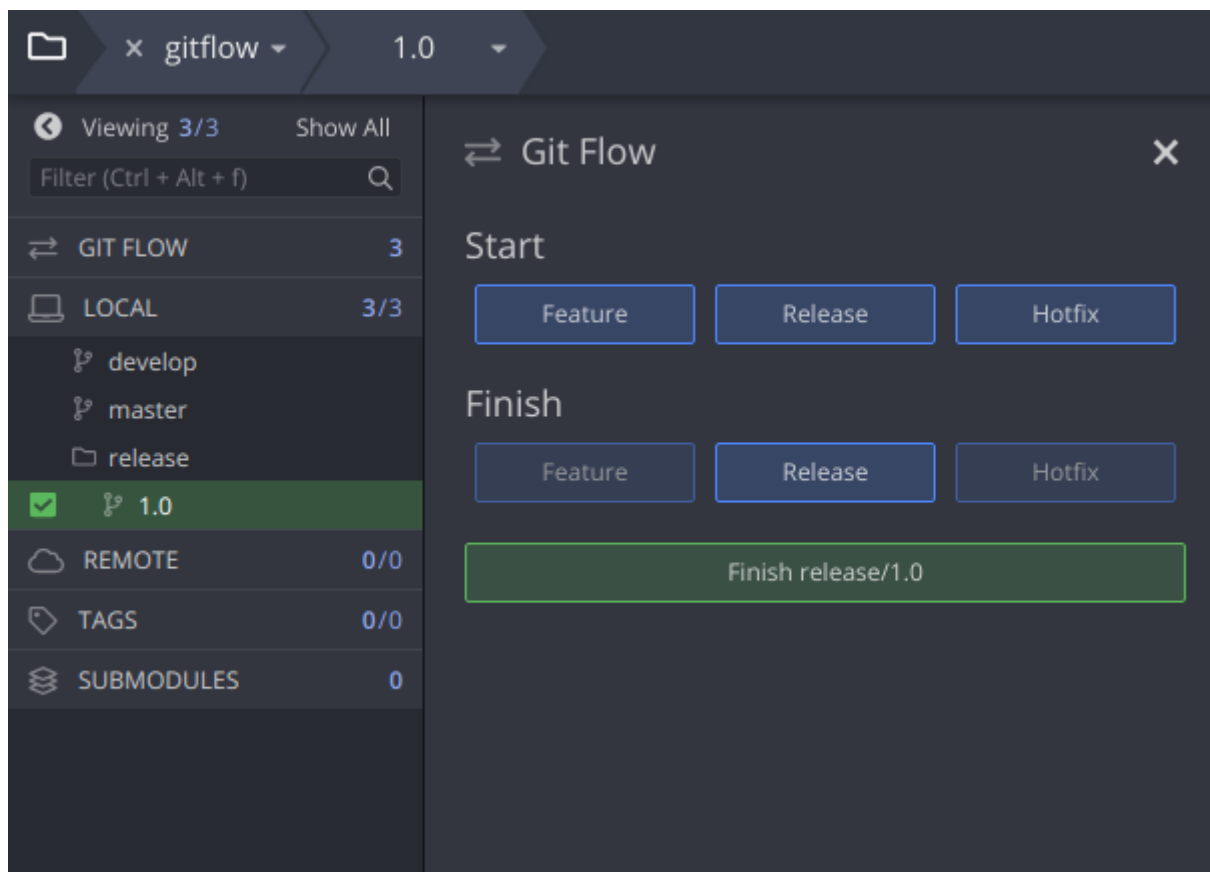 gitflow 1.0
Viewing 3/3 Show All
Filter (Ctrl + Alt + f)
GIT FLOW 3
LOCAL 3/3
develop
master
release
1.0
REMOTE 0/0
TAGS 0/0
SUBMODULES 0
Git Flow
Start
Feature Release Hotfix
Finish
Feature Release Hotfix
Finish release/1.0